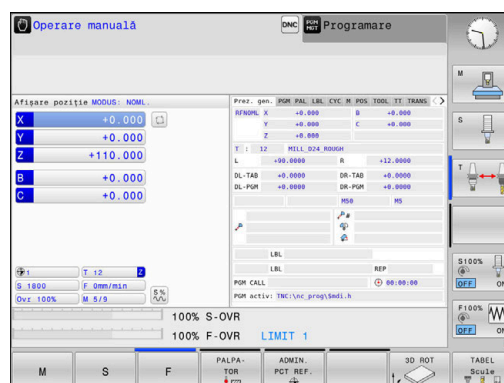 Operare manuală
DNC
PGM MDT Programare
Afişare poziţie MODUS: NOML.
X +0.000
Y +0.000
Z +110.000
B +0.000
C +0.000
1 T 12 Z
S 1800 F 0mm/min
Ovr 100% M 5/9
S %
Prez. gen. PGM PAL LBL CYC M POS TOOL TT TRANS
RFNOML X +0.000 B +0.000
Y +0.000 C +0.000
Z +0.000
T : 12 MILL_D24_ROUGH
L +90.0000 R +12.0000
DL-TAB +0.0000 DR-TAB +0.0000
DL-PGM +0.0000 DR-PGM +0.0000
M50 M5
P #
P
LBL
LBL REP
PGM CALL 00:00:00
PGM activ: TNC:\nc_prog\$mdi.h
100% S-OVR
100% F-OVR LIMIT 1
M
S
T
S100%
OFF ON
F100%
OFF ON
M
S
F
PALPA-
TOR
ADMIN.
PCT REF.
3D ROT
TABEL
Scule